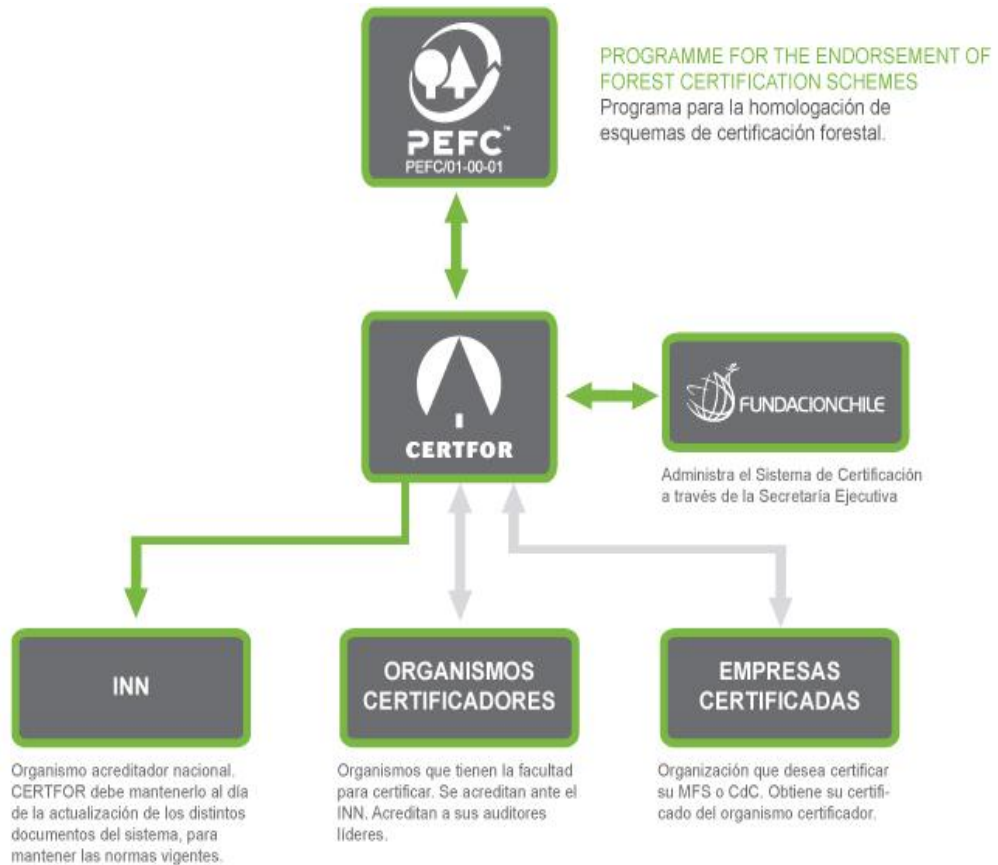 PEFC™
PEFC/01-00-01
PROGRAMME FOR THE ENDORSEMENT OF
FOREST CERTIFICATION SCHEMES
Programa para la homologación de
esquemas de certificación forestal.
CERTFOR
FUNDACIONCHILE
Administra el Sistema de Certificación
a través de la Secretaría Ejecutiva
INN
Organismo acreditador nacional.
CERTFOR debe mantenerlo al día
de la actualización de los distintos
documentos del sistema, para
mantener las normas vigentes.
ORGANISMOS
CERTIFICADORES
Organismos que tienen la facultad
para certificar. Se acreditan ante el
INN. Acreditan a sus auditores
líderes.
EMPRESAS
CERTIFICADAS
Organización que desea certificar
su MFS o CdC. Obtiene su certifi-
cado del organismo certificador.